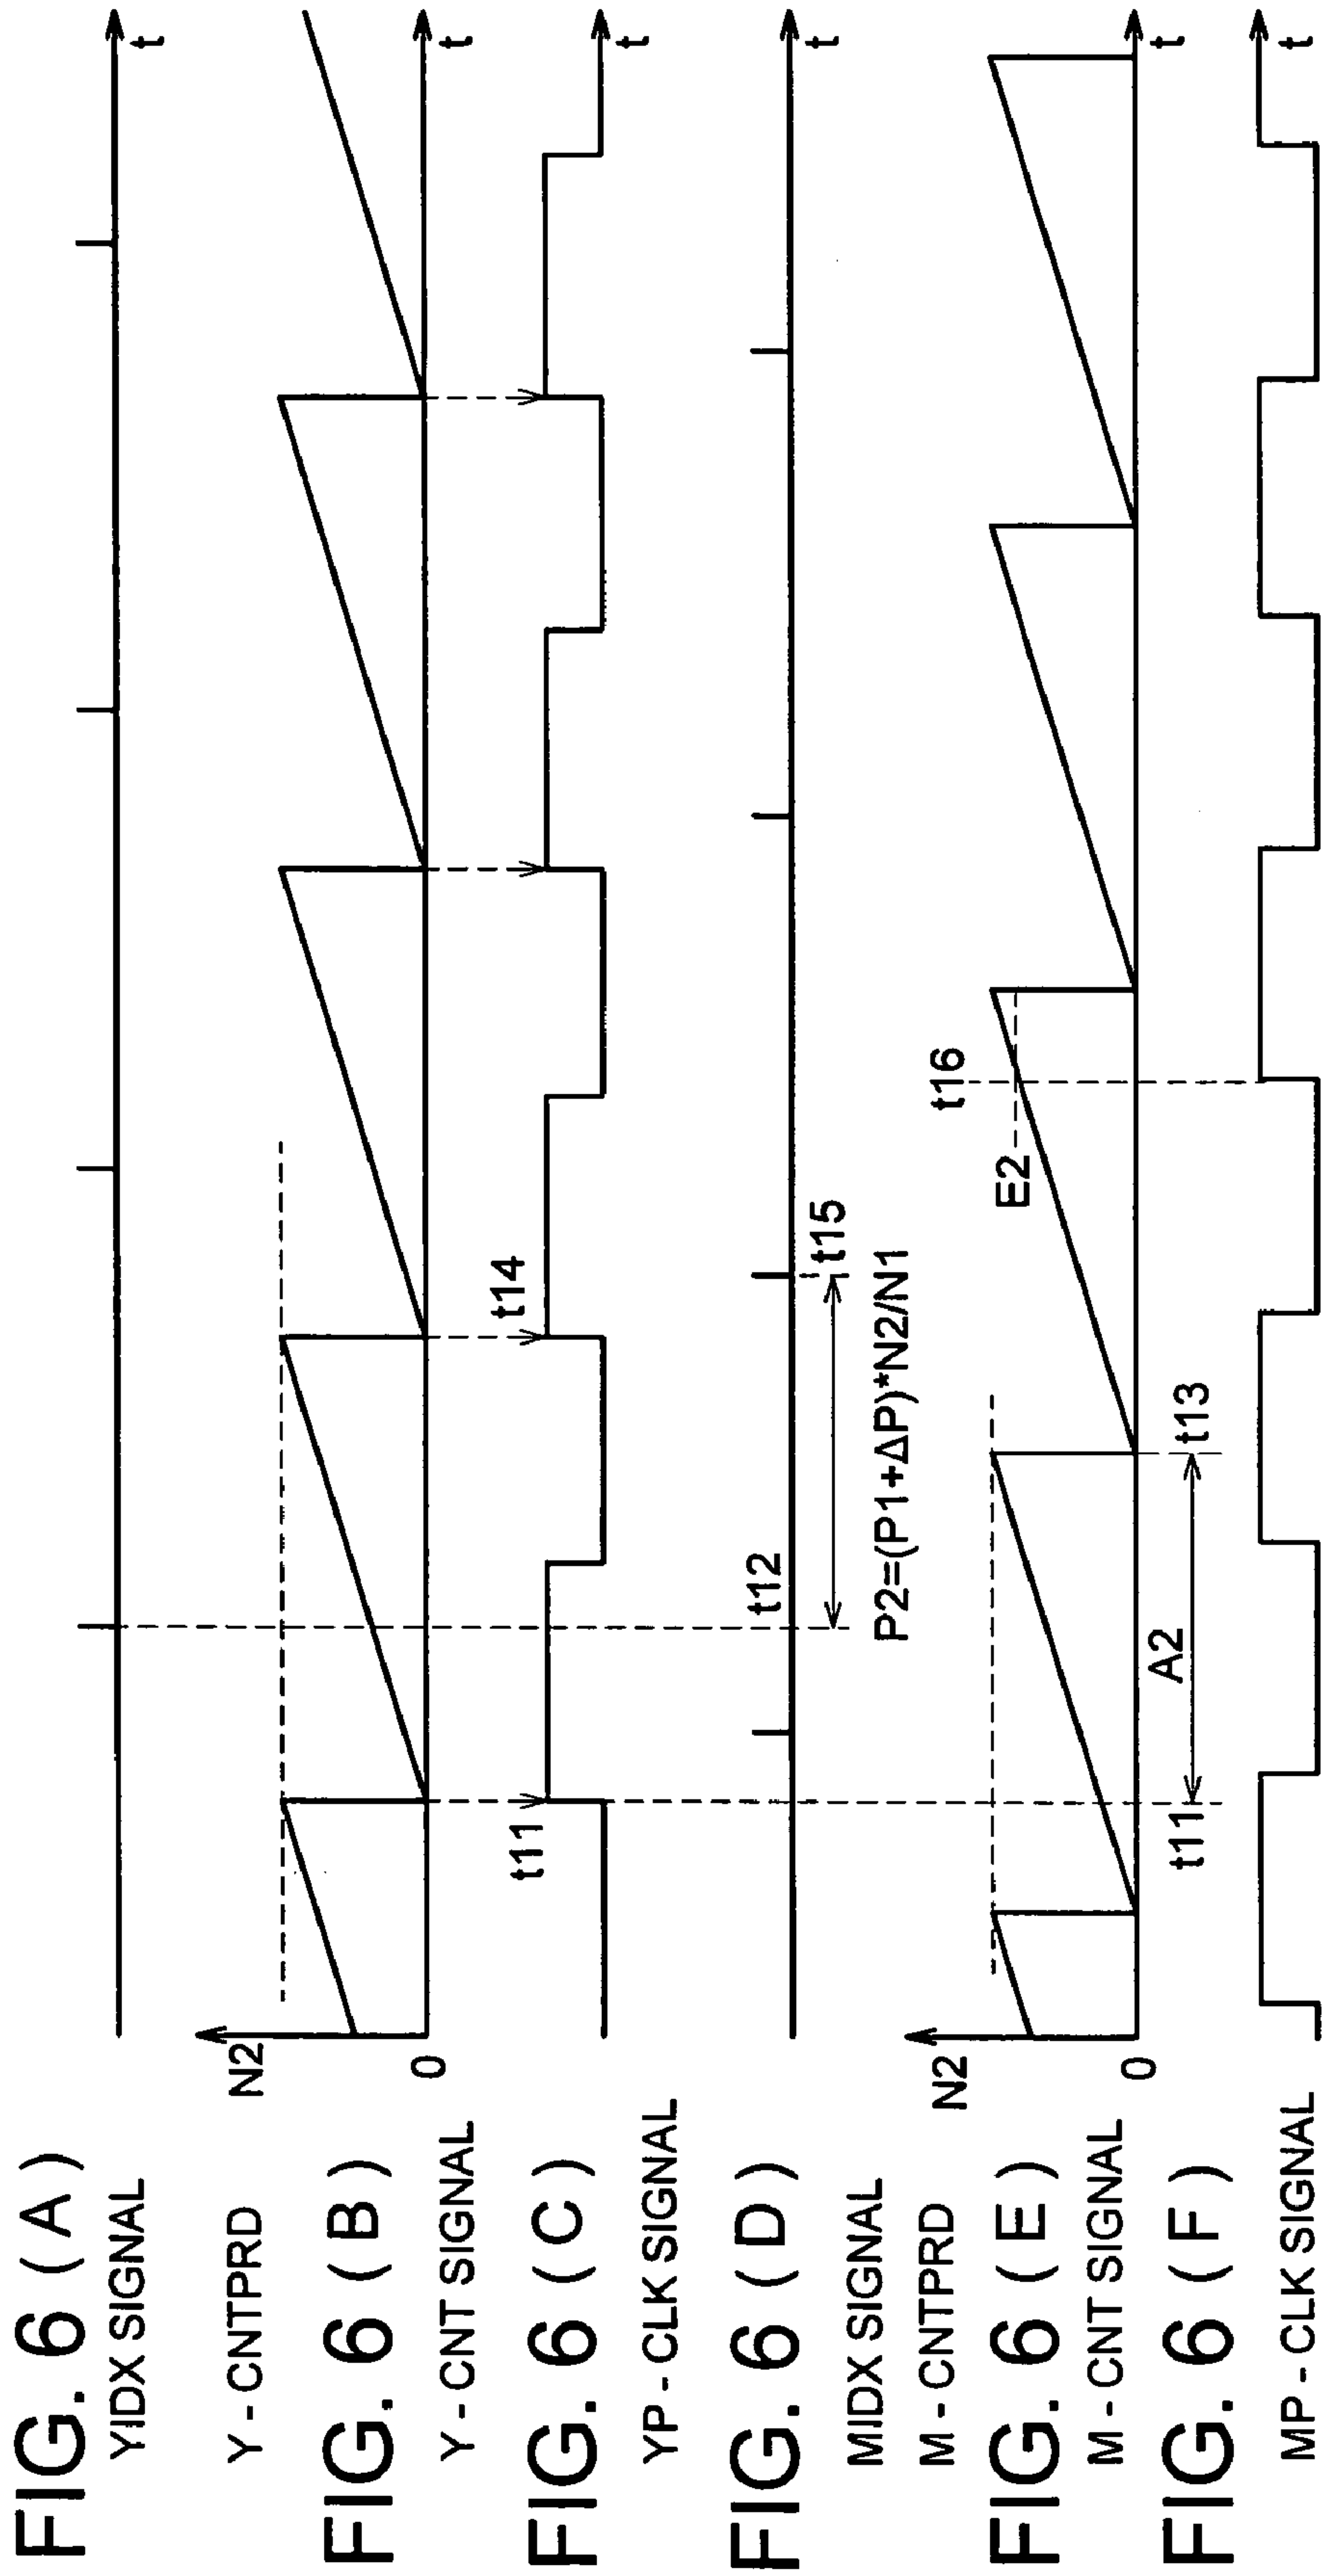 FIG. 6 ( A )
YIDX SIGNAL
t
Y - CNTPRD
N2
FIG. 6 ( B )
0
t
Y - CNT SIGNAL
FIG. 6 ( C )
t11
t14
t
YP - CLK SIGNAL
FIG. 6 ( D )
t12
t15
t
P2=(P1+ΔP)*N2/N1
MIDX SIGNAL
M - CNTPRD
N2
t16
E2
FIG. 6 ( E )
0
t
M - CNT SIGNAL
A2
t11
t13
FIG. 6 ( F )
t
MP - CLK SIGNAL